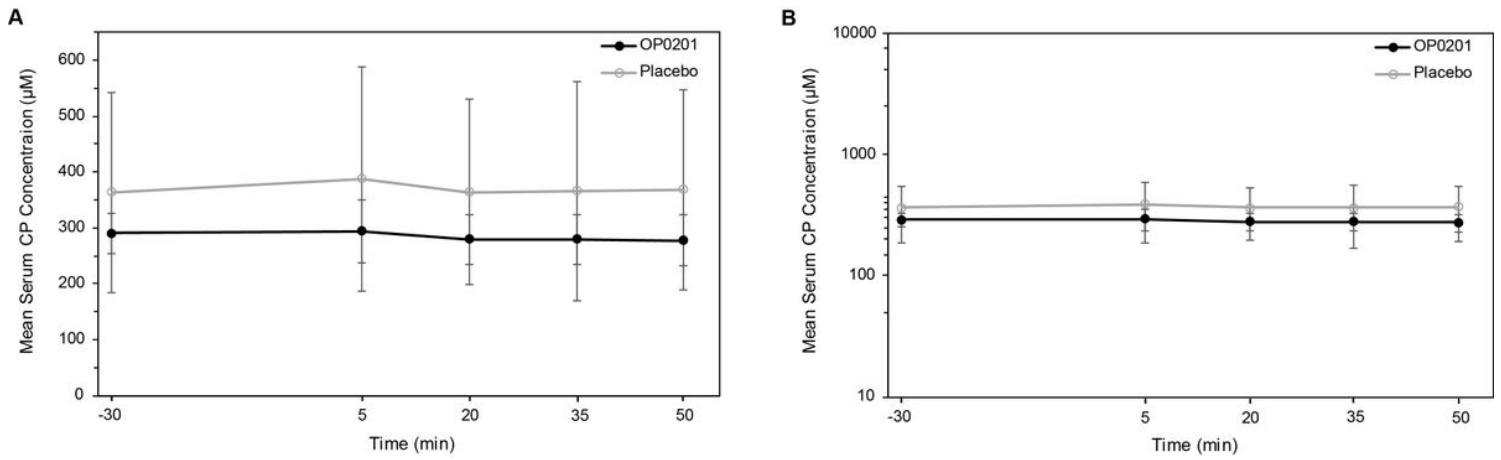 A
Mean Serum CP Concentraion (µM)
600
500
400
300
200
100
0
-30
5
20
35
50
Time (min)
OP0201
Placebo
B
Mean Serum CP Concentraion (µM)
10000
1000
100
10
-30
5
20
35
50
Time (min)
OP0201
Placebo